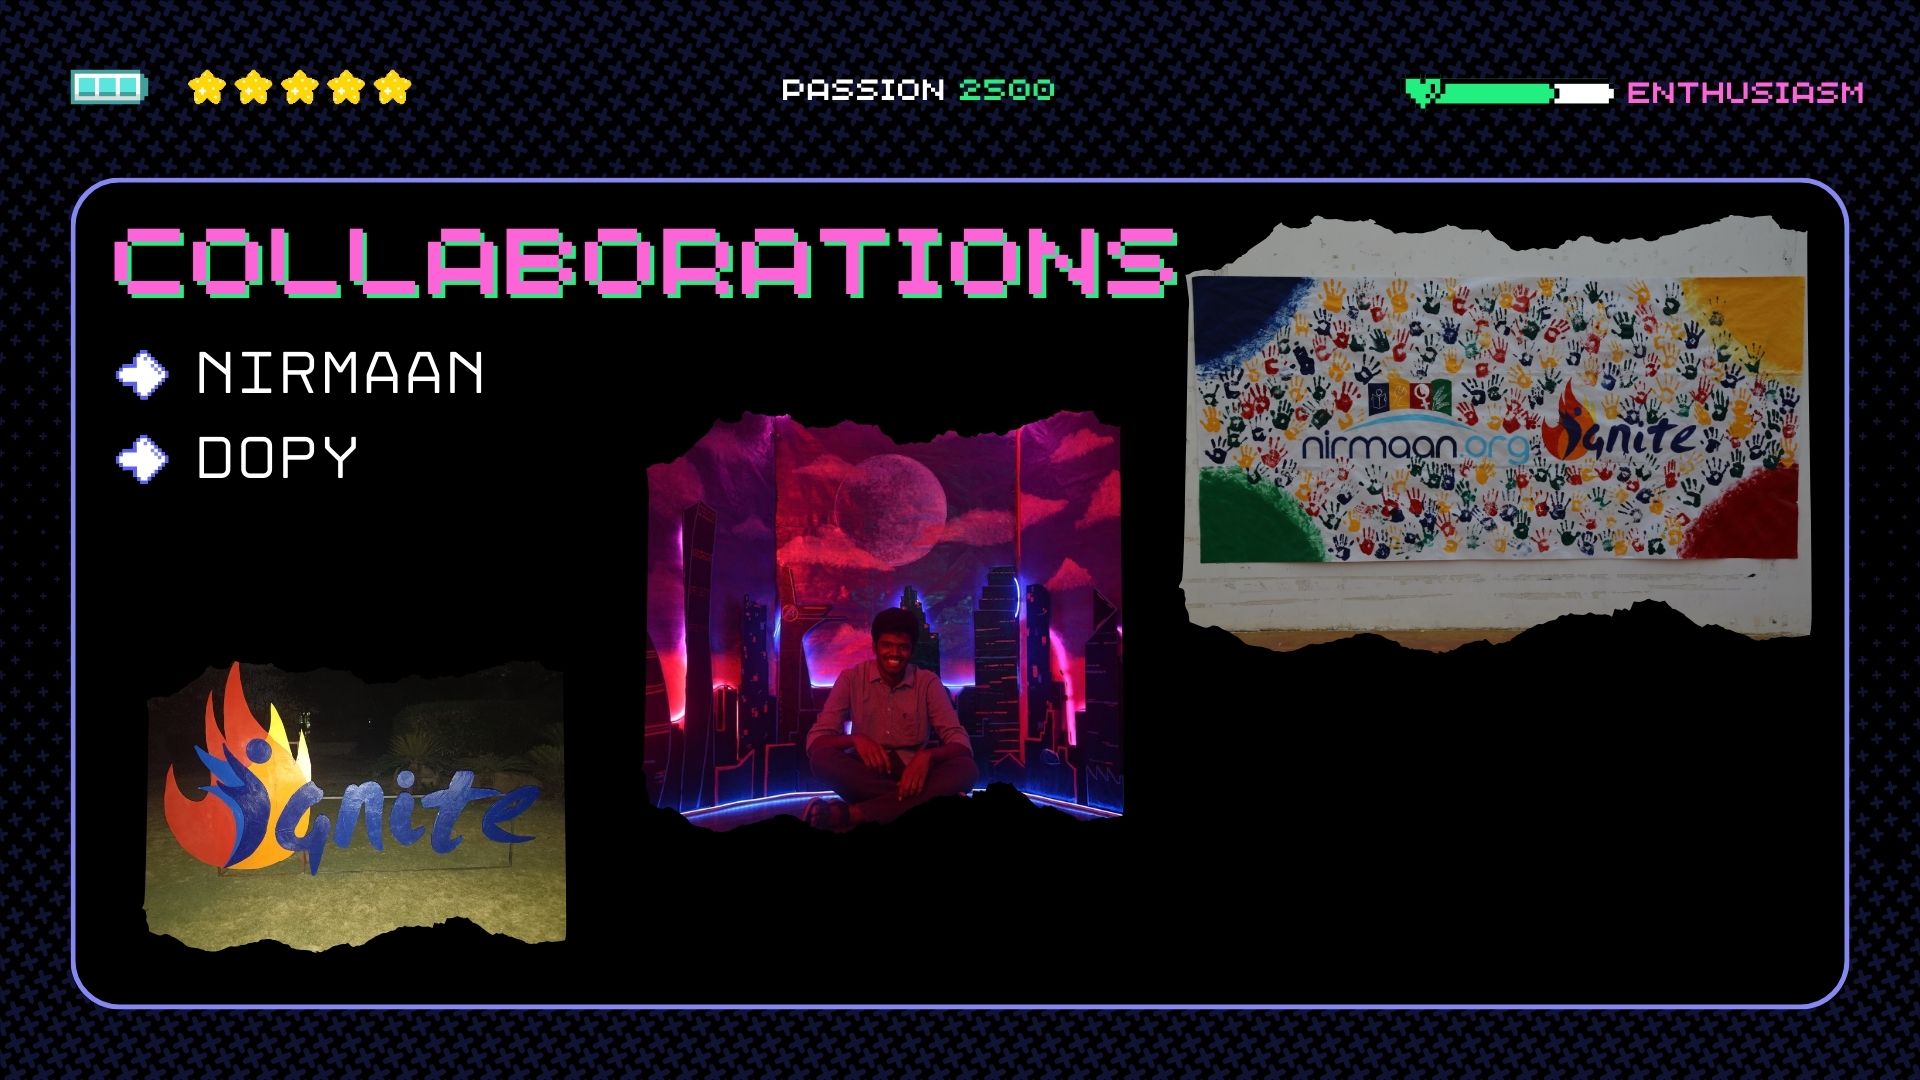 PASSION 2500
ENTHUSIASM
COLLABORATIONS
NIRMAAN
DOPY
nirmaan.org
ignite
ignite